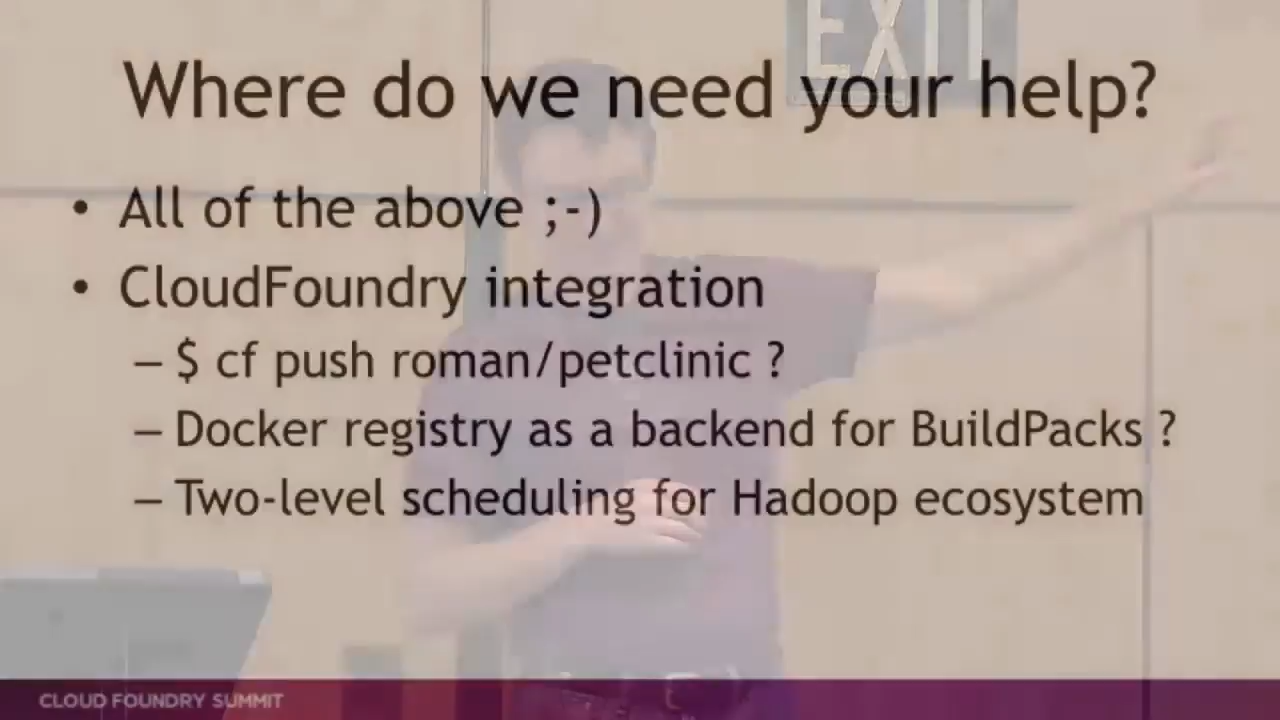 EXIT
Where do we need your help?
• All of the above ;-)
• CloudFoundry integration
– $ cf push roman/petclinic ?
– Docker registry as a backend for BuildPacks ?
– Two-level scheduling for Hadoop ecosystem
CLOUD FOUNDRY SUMMIT